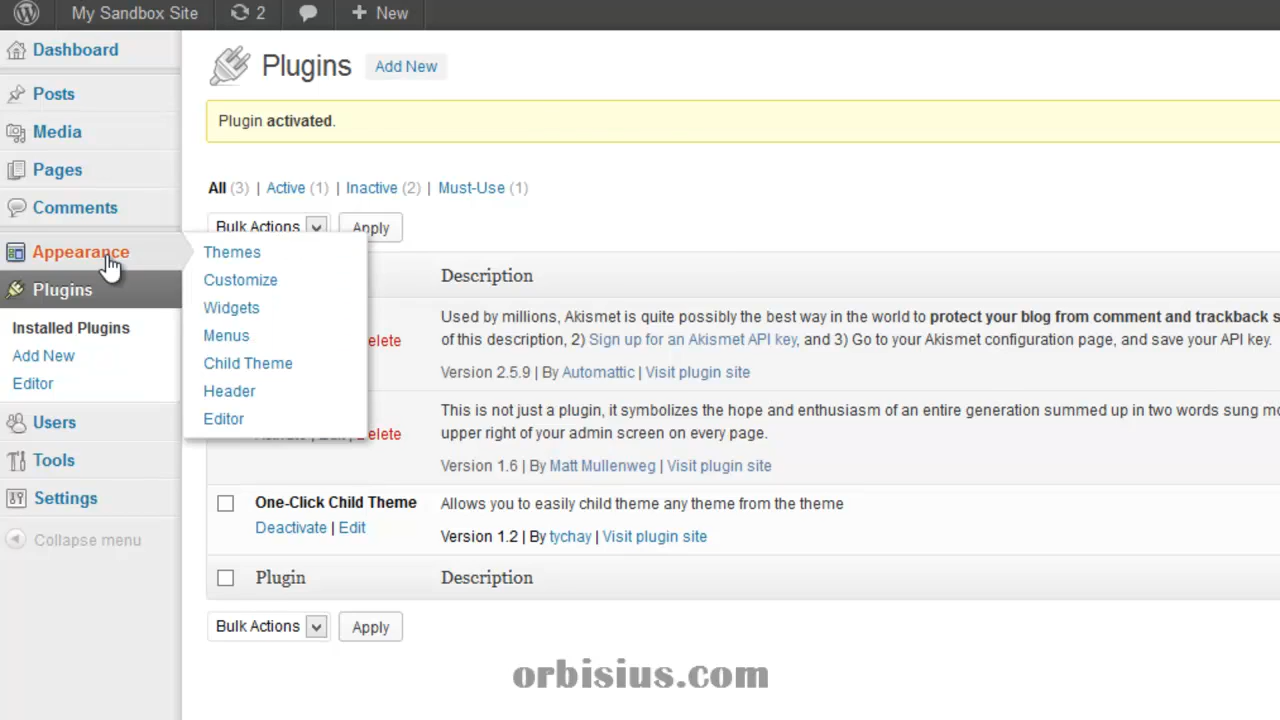 My Sandbox Site 2 New
Dashboard
Posts
Media
Pages
Comments
Appearance
Plugins
Installed Plugins
Add New
Editor
Users
Tools
Settings
Collapse menu
Plugins Add New
Plugin activated.
All (3) | Active (1) | Inactive (2) | Must-Use (1)
Bulk Actions Apply
Themes
Customize
Widgets
Menus
Child Theme
Header
Editor
Description
Used by millions, Akismet is quite possibly the best way in the world to protect your blog from comment and trackback s
elete of this description, 2) Sign up for an Akismet API key, and 3) Go to your Akismet configuration page, and save your API key.
Version 2.5.9 | By Automattic | Visit plugin site
This is not just a plugin, it symbolizes the hope and enthusiasm of an entire generation summed up in two words sung mo
elete upper right of your admin screen on every page.
Version 1.6 | By Matt Mullenweg | Visit plugin site
One-Click Child Theme Allows you to easily child theme any theme from the theme
Deactivate | Edit Version 1.2 | By tychay | Visit plugin site
Plugin Description
Bulk Actions Apply
orbisius.com